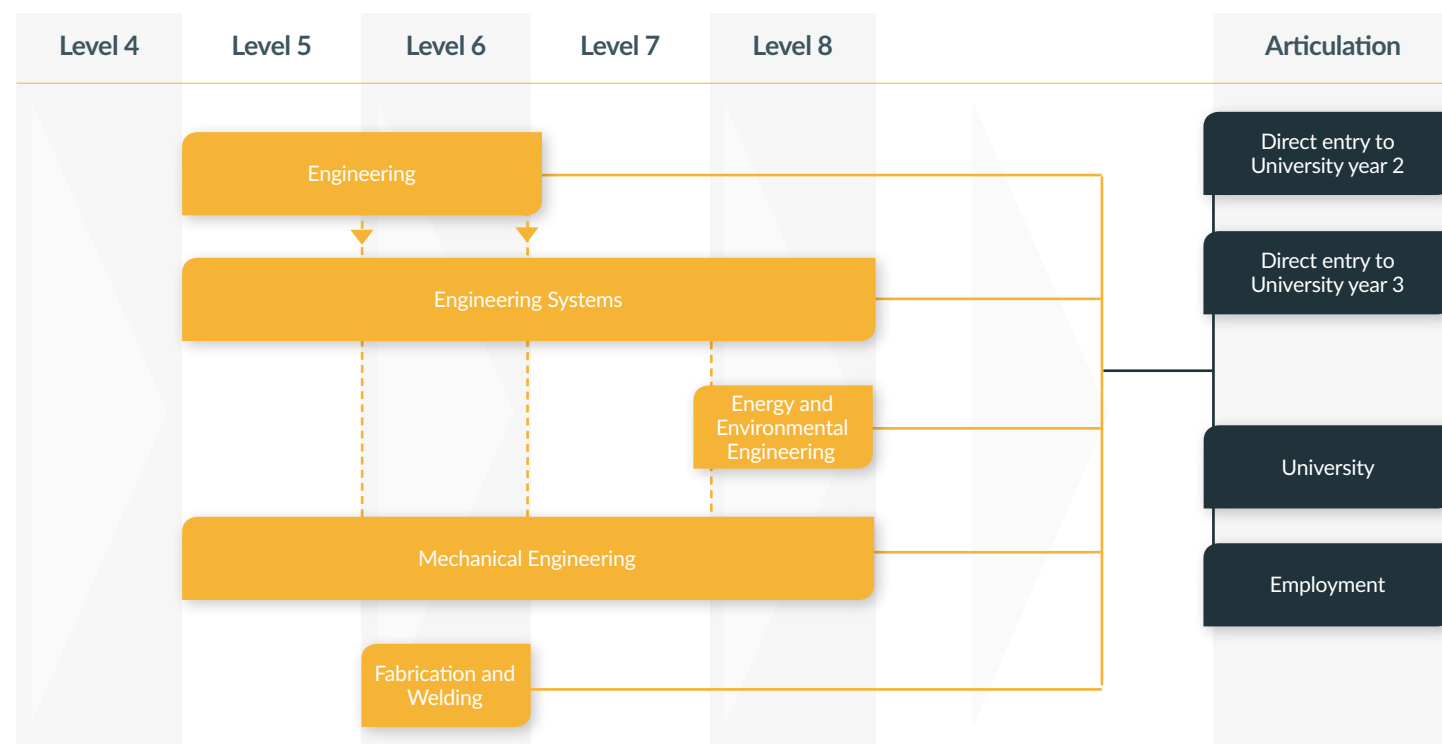 Level 4
Level 5
Level 6
Level 7
Level 8
Articulation
Engineering
Direct entry to
University year 2
Engineering Systems
Direct entry to
University year 3
Energy and
Environmental
Engineering
University
Mechanical Engineering
Employment
Fabrication and
Welding